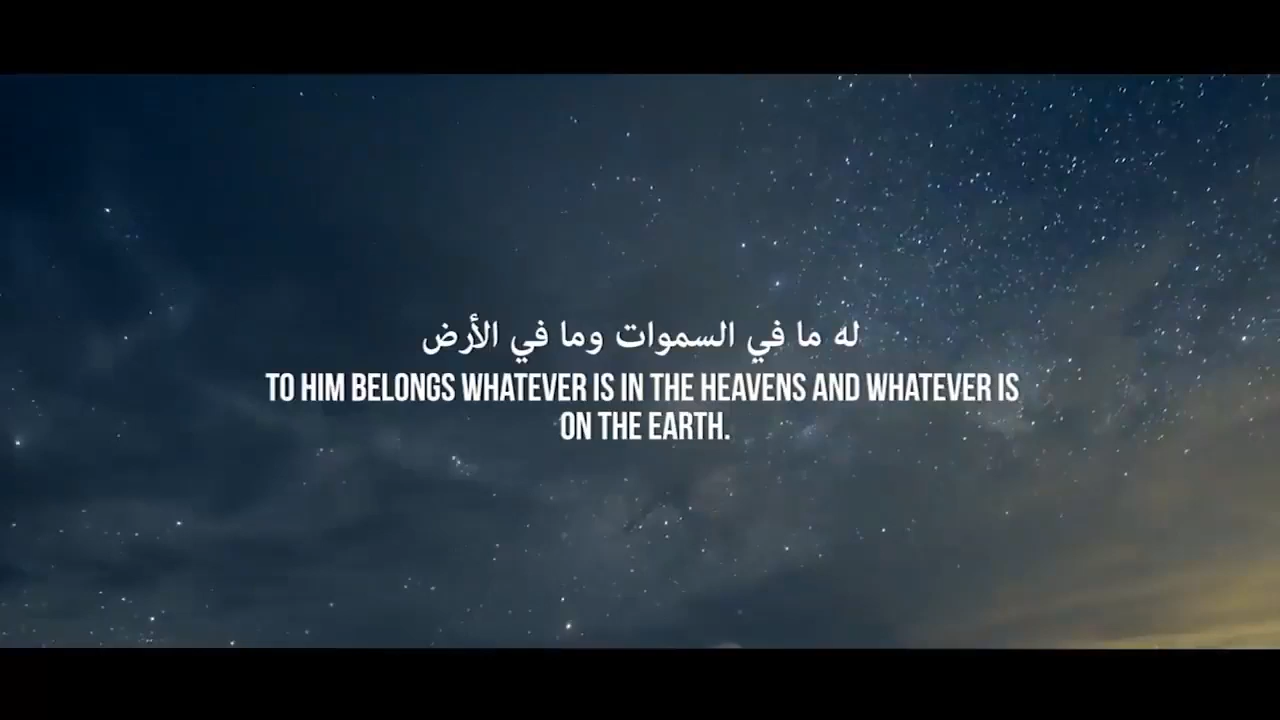 له ما في السموات وما في الأرض
TO HIM BELONGS WHATEVER IS IN THE HEAVENS AND WHATEVER IS
ON THE EARTH.